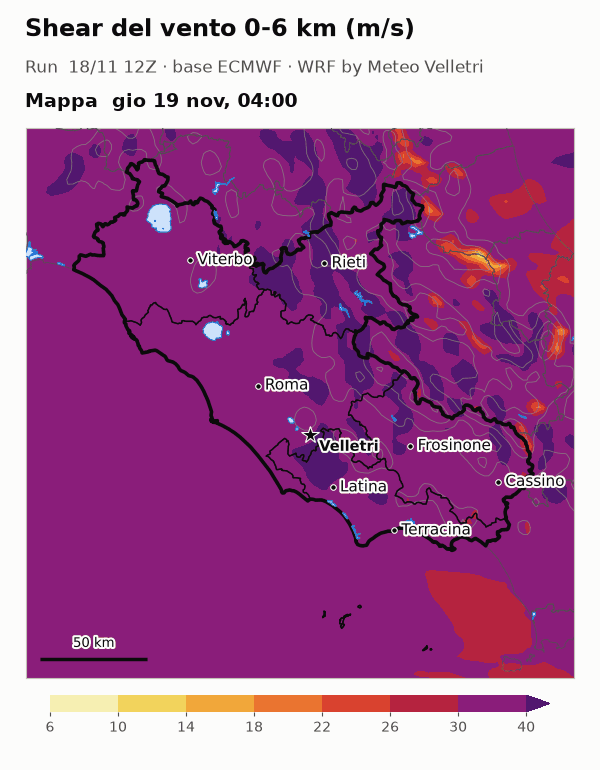 Shear del vento 0-6 km (m/s)
Run  18/11 12Z · base ECMWF · WRF by Meteo Velletri
Mappa  gio 19 nov, 04:00
Viterbo
Rieti
Roma
Velletri
Frosinone
Latina
Cassino
Terracina
50 km
6 10 14 18 22 26 30 40